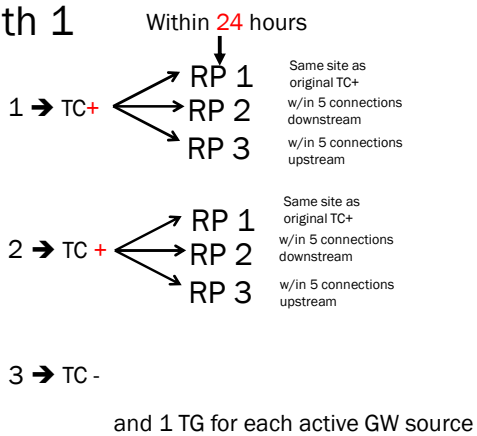 th 1
Within 24 hours
RP 1
Same site as
original TC+
1 ➔ TC+
RP 2
w/in 5 connections
downstream
RP 3
w/in 5 connections
upstream
RP 1
Same site as
original TC+
2 ➔ TC +
RP 2
w/in 5 connections
downstream
RP 3
w/in 5 connections
upstream
3 ➔ TC -
and 1 TG for each active GW source